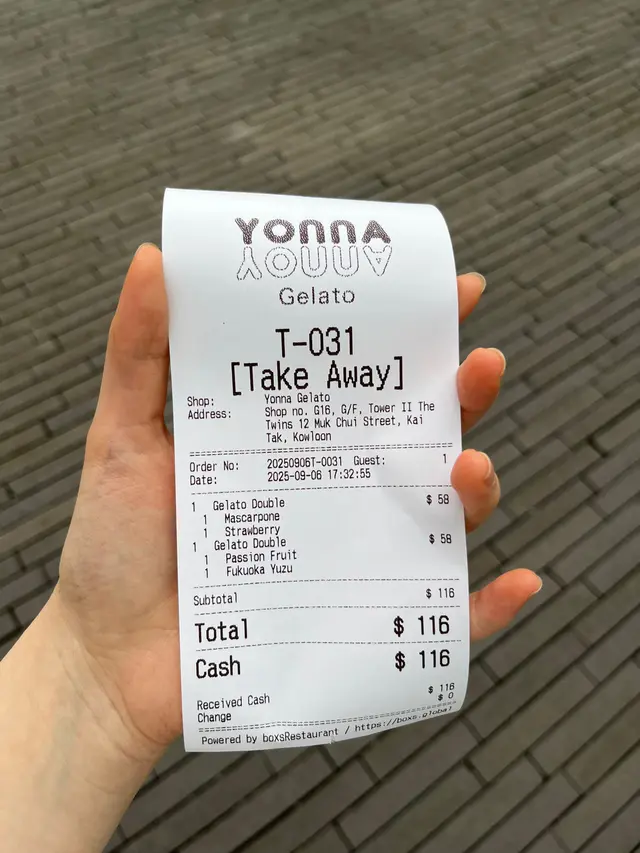 YONNA
YONNA
Gelato
T-031
[Take Away]
Shop: Yonna Gelato
Address: Shop no. G16, G/F, Tower II The
Twins 12 Muk Chui Street, Kai
Tak, Kowloon
Order No: 20250906T-0031 Guest: 1
Date: 2025-09-06 17:32:55
1 Gelato Double $ 58
1 Mascarpone
1 Strawberry
1 Gelato Double $ 58
1 Passion Fruit
1 Fukuoka Yuzu
Subtotal $ 116
Total $ 116
Cash $ 116
Received Cash $ 116
Change $ 0
Powered by boxsRestaurant / https://boxs.global